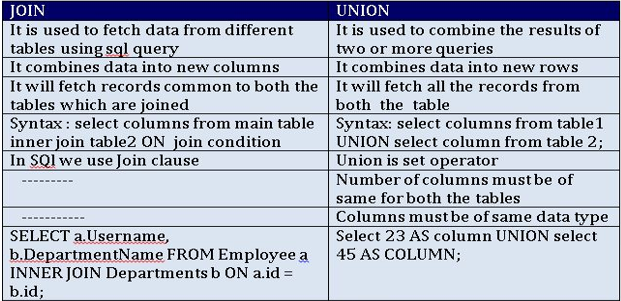 JOIN
UNION
It is used to fetch data from different
tables using sql query
It is used to combine the results of
two or more queries
It combines data into new columns
It combines data into new rows
It will fetch records common to both the
tables which are joined
It will fetch all the records from
both the table
Syntax : select columns from main table
inner join table2 ON join condition
Syntax: select columns from table1
UNION select column from table 2;
In SQl we use Join clause
Union is set operator
---------
Number of columns must be of
same for both the tables
-----------
Columns must be of same data type
SELECT a.Username,
b.DepartmentName FROM Employee a
INNER JOIN Departments b ON a.id =
b.id;
Select 23 AS column UNION select
45 AS COLUMN;